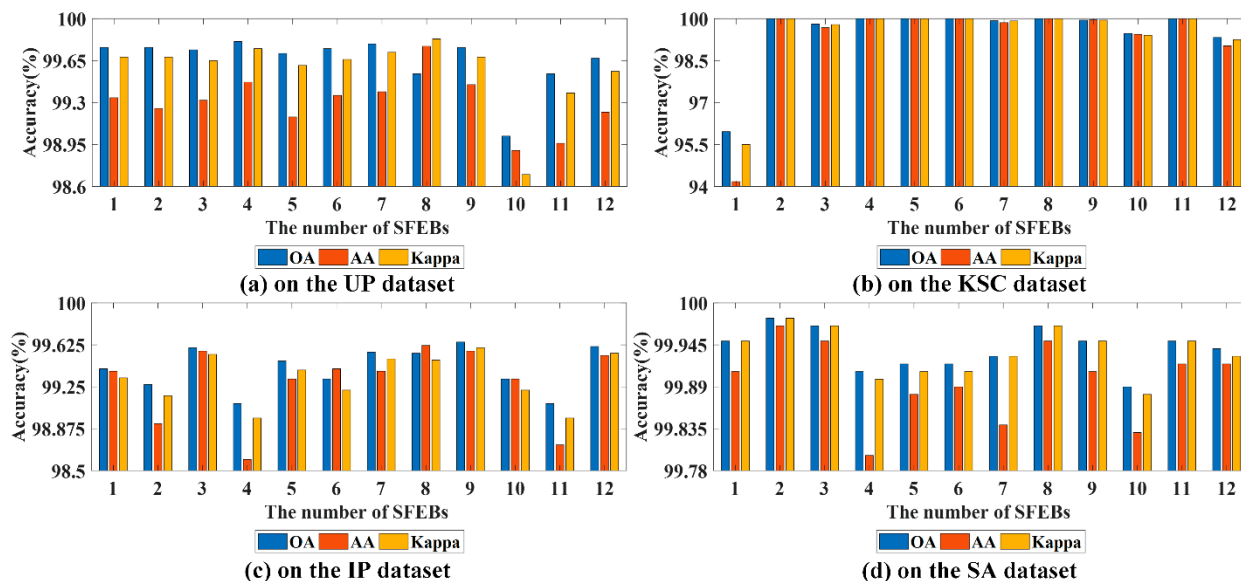 100
99.65
99.3
98.95
98.6
Accuracy(%)
1 2 3 4 5 6 7 8 9 10 11 12
The number of SFEBs
OA AA Kappa
(a) on the UP dataset
100
98.5
97
95.5
94
Accuracy(%)
1 2 3 4 5 6 7 8 9 10 11 12
The number of SFEBs
OA AA Kappa
(b) on the KSC dataset
100
99.625
99.25
98.875
98.5
Accuracy(%)
1 2 3 4 5 6 7 8 9 10 11 12
The number of SFEBs
OA AA Kappa
(c) on the IP dataset
100
99.945
99.89
99.835
99.78
Accuracy(%)
1 2 3 4 5 6 7 8 9 10 11 12
The number of SFEBs
OA AA Kappa
(d) on the SA dataset